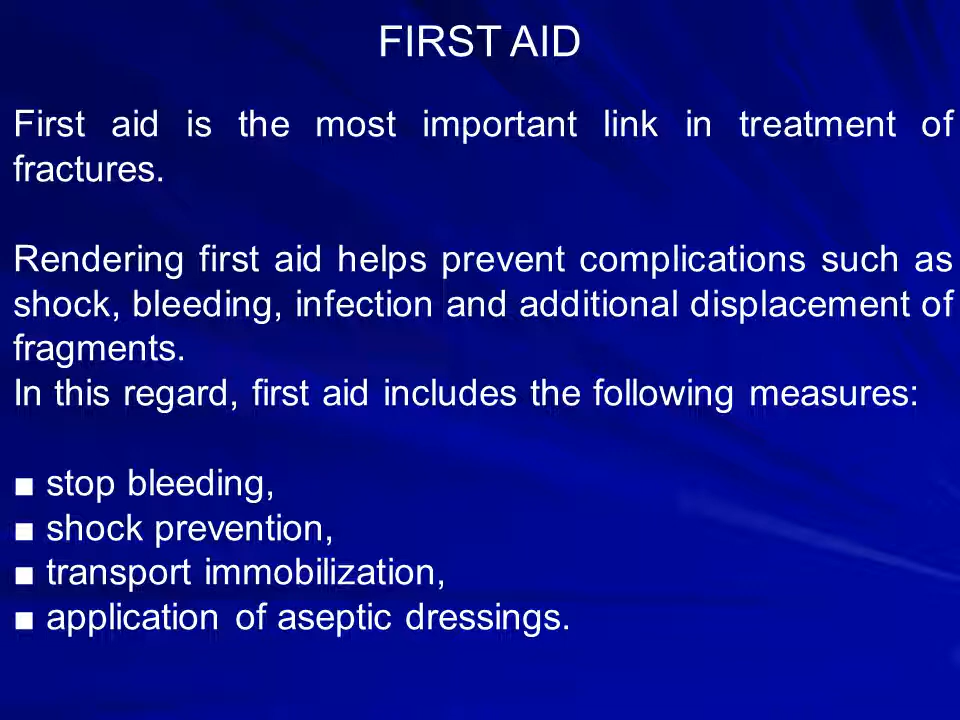 FIRST AID
First aid is the most important link in treatment of
fractures.
Rendering first aid helps prevent complications such as
shock, bleeding, infection and additional displacement of
fragments.
In this regard, first aid includes the following measures:
■ stop bleeding,
■ shock prevention,
■ transport immobilization,
■ application of aseptic dressings.